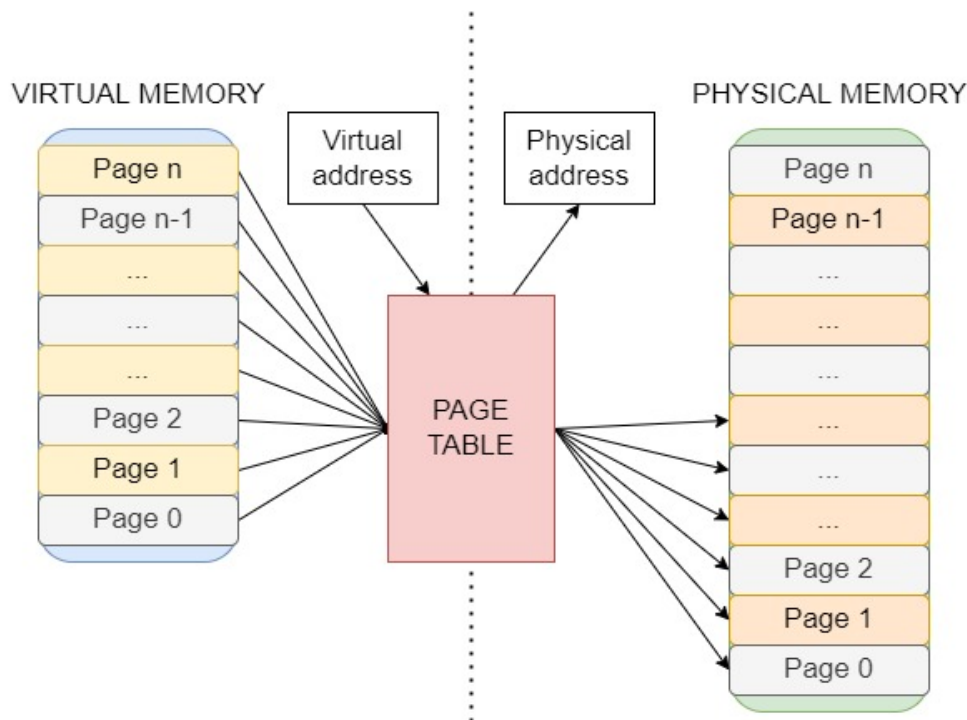 VIRTUAL MEMORY
Page n
Page n-1
...
...
...
Page 2
Page 1
Page 0
Virtual
address
Physical
address
PAGE
TABLE
PHYSICAL MEMORY
Page n
Page n-1
...
...
...
...
...
...
Page 2
Page 1
Page 0